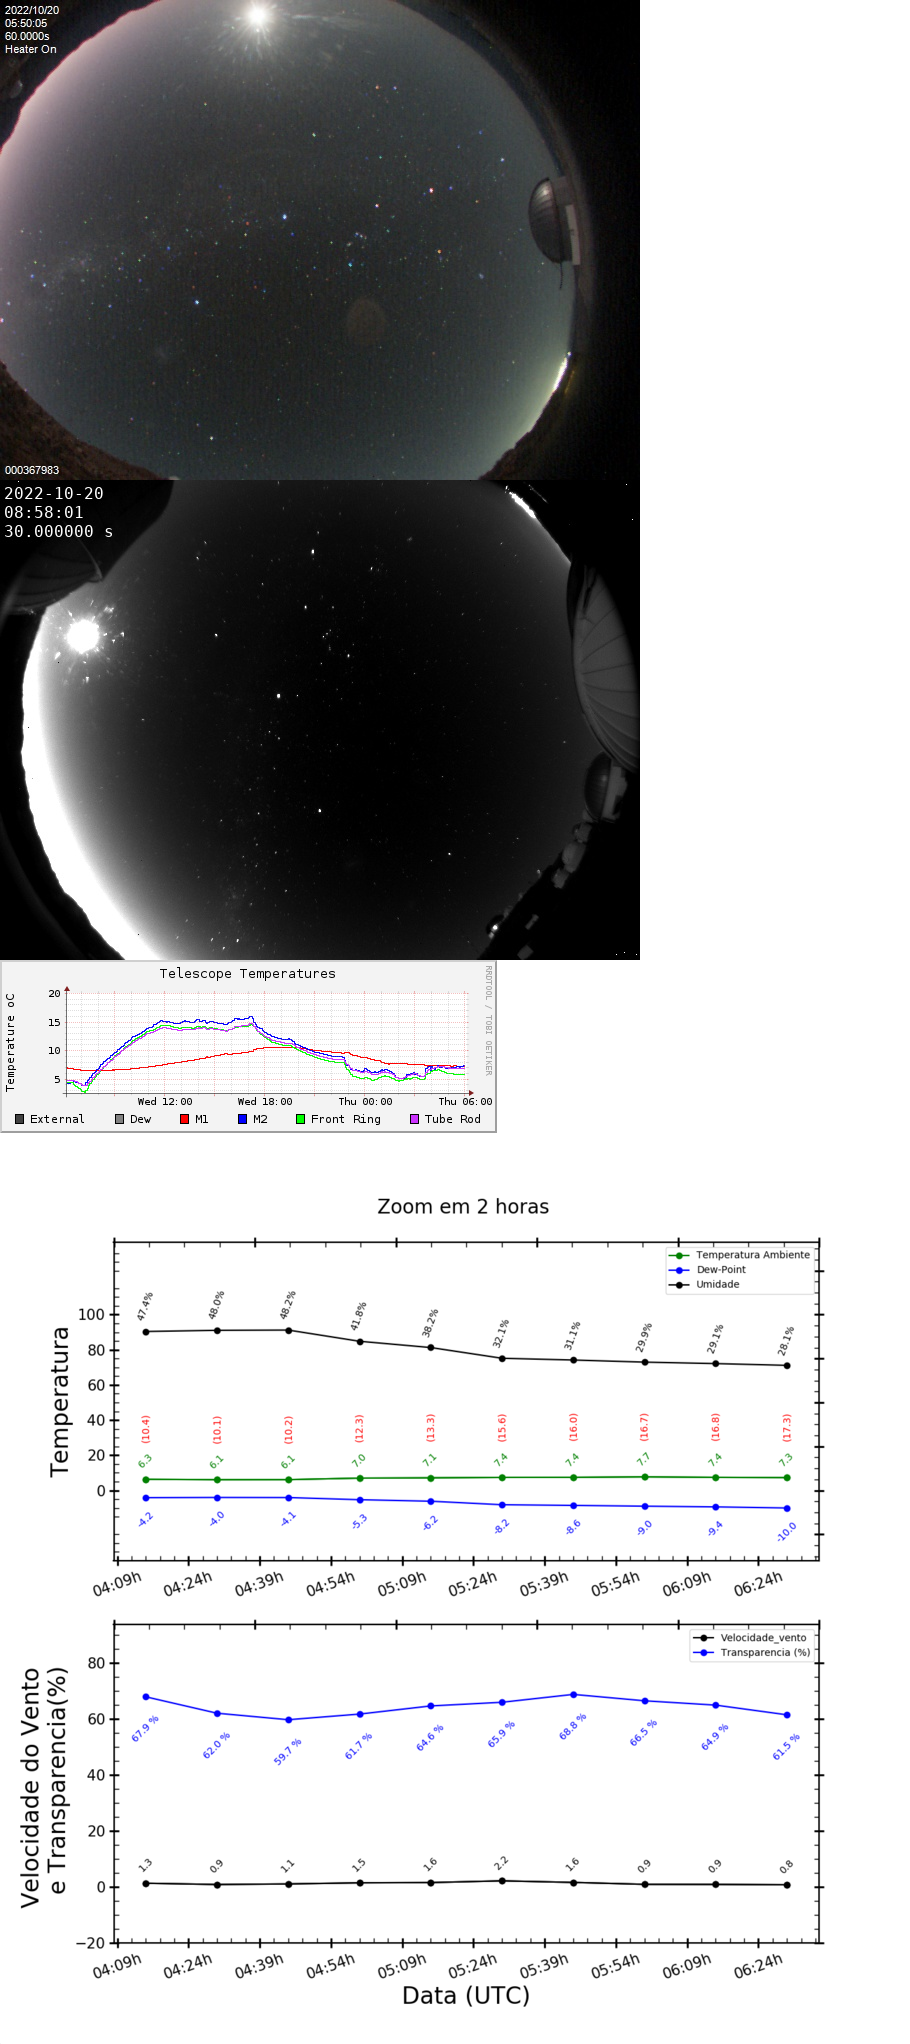 2022/10/20
05:50:05
60.0000s
Heater On
000367983
2022-10-20
08:58:01
30.000000 s
Telescope Temperatures
RRDTOOL / TOBI OETIKER
Temperature oC
20
15
10
5
Wed 12:00 Wed 18:00 Thu 00:00 Thu 06:00
External Dew M1 M2 Front Ring Tube Rod
Zoom em 2 horas
Temperatura Ambiente
Dew-Point
Umidade
Temperatura
100
80
60
40
20
0
47.4% 48.0% 48.2% 41.8% 38.2% 32.1% 31.1% 29.9% 29.1% 28.1%
(10.4) (10.1) (10.2) (12.3) (13.3) (15.6) (16.0) (16.7) (16.8) (17.3)
6.3 6.1 6.1 7.0 7.1 7.4 7.4 7.7 7.4 7.3
-4.2 -4.0 -4.1 -5.3 -6.2 -8.2 -8.6 -9.0 -9.4 -10.0
04:09h 04:24h 04:39h 04:54h 05:09h 05:24h 05:39h 05:54h 06:09h 06:24h
Velocidade_vento
Transparencia (%)
Velocidade do Vento
e Transparencia(%)
80
60
40
20
0
−20
67.9 % 62.0 % 59.7 % 61.7 % 64.6 % 65.9 % 68.8 % 66.5 % 64.9 % 61.5 %
1.3 0.9 1.1 1.5 1.6 2.2 1.6 0.9 0.9 0.8
04:09h 04:24h 04:39h 04:54h 05:09h 05:24h 05:39h 05:54h 06:09h 06:24h
Data (UTC)